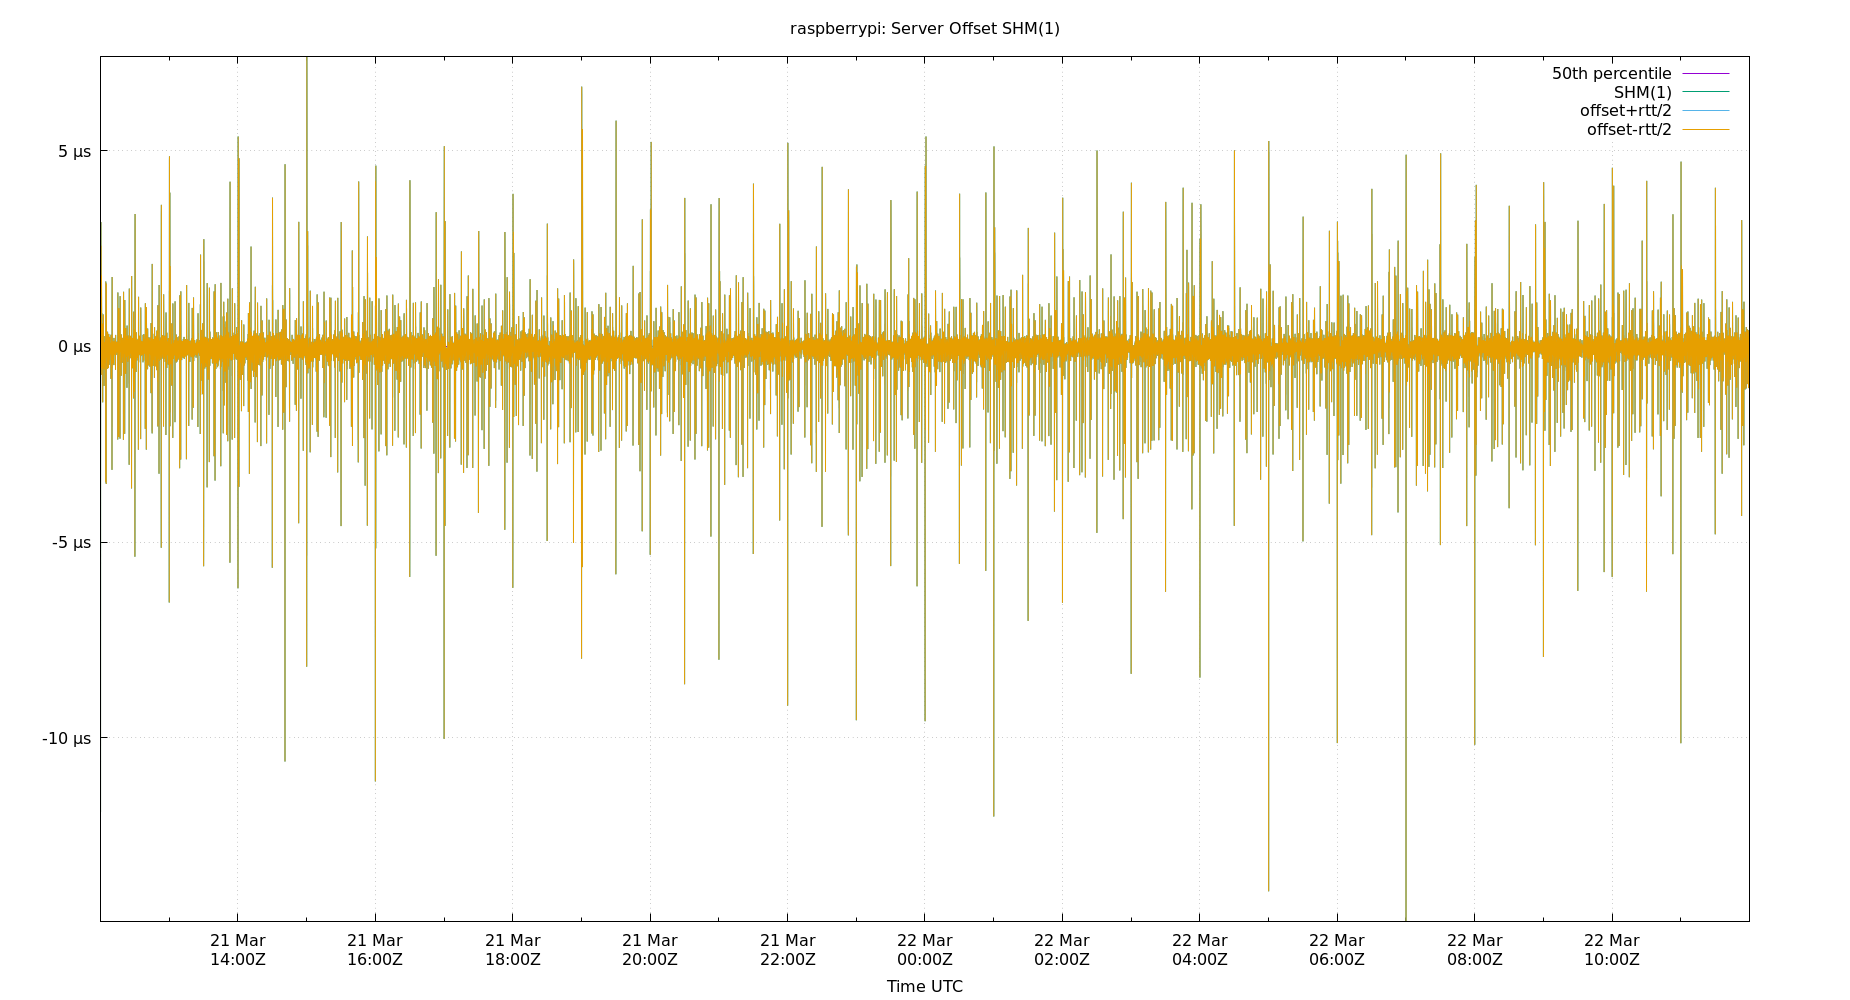 raspberrypi: Server Offset SHM(1)
50th percentile
SHM(1)
offset+rtt/2
offset-rtt/2
5 µs
0 µs
-5 µs
-10 µs
21 Mar 21 Mar 21 Mar 21 Mar 21 Mar 22 Mar 22 Mar 22 Mar 22 Mar 22 Mar 22 Mar
14:00Z 16:00Z 18:00Z 20:00Z 22:00Z 00:00Z 02:00Z 04:00Z 06:00Z 08:00Z 10:00Z
Time UTC